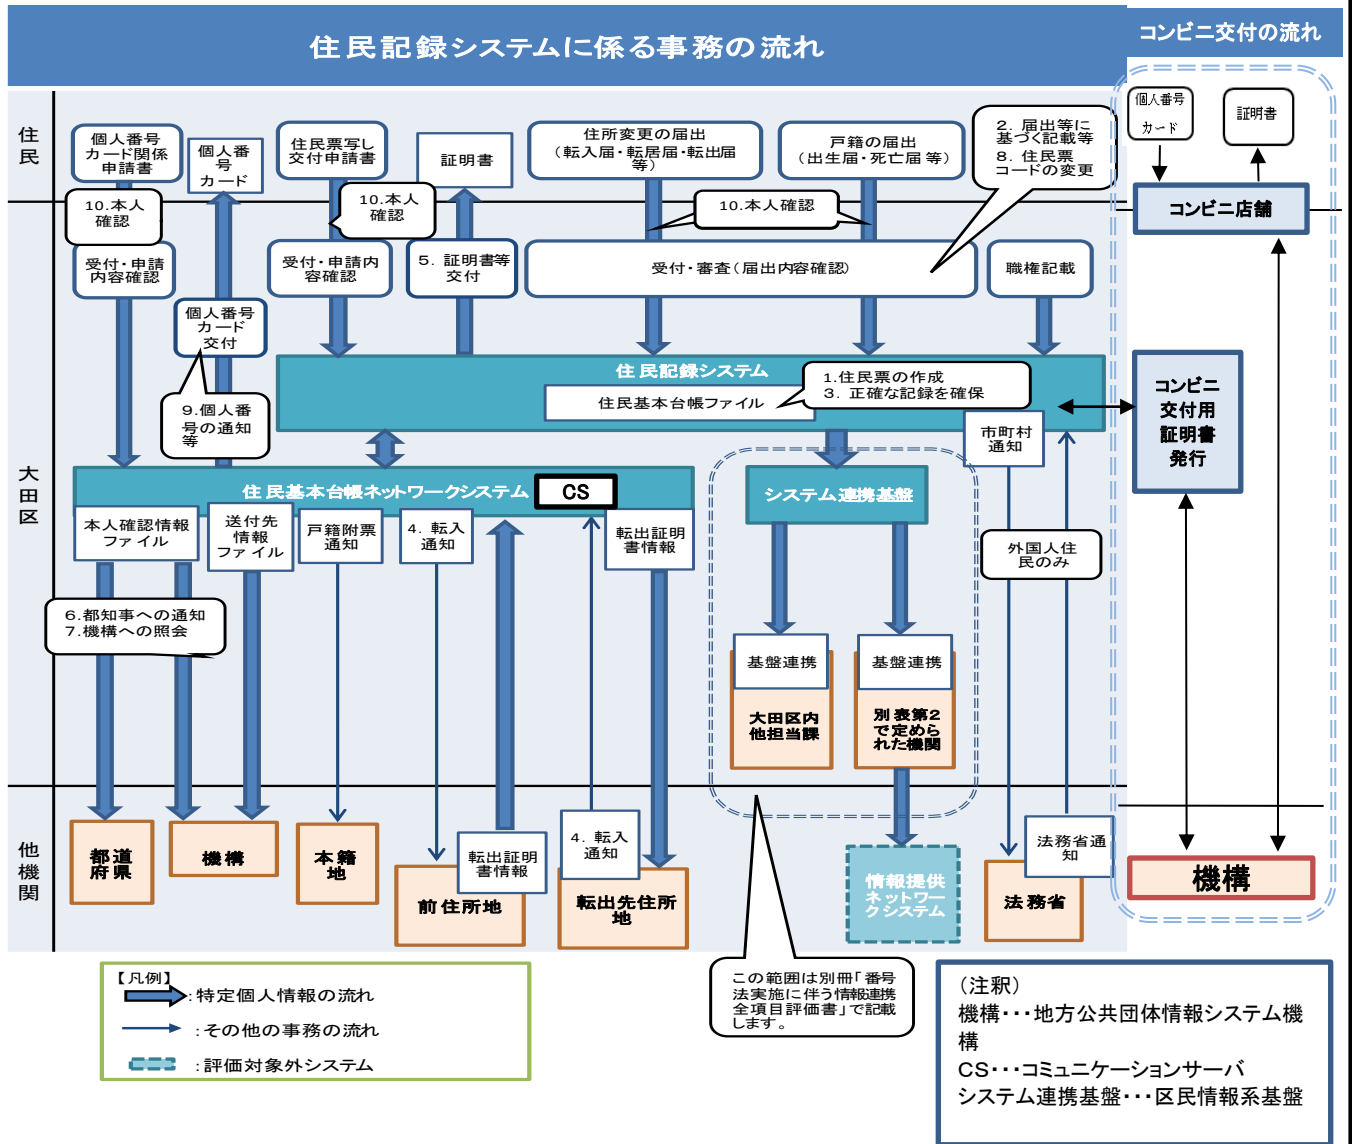 住民記録システムに係る事務の流れ
コンビニ交付の流れ
住民
個人番号
カード関係
申請書
個人番
号
カード
住民票写し
交付申請書
証明書
住所変更の届出
（転入届・転居届・転出届
等）
戸籍の届出
（出生届・死亡届等）
2. 届出等に
基づく記載等
8. 住民票
コードの変更
個人番号
カード
証明書
10.本人
確認
10.本人
確認
10.本人確認
コンビニ店舗
大田区
受付・申請
内容確認
受付・申請内
容確認
5. 証明書等
交付
受付・審査（届出内容確認）
職権記載
個人番号
カード
交付
9.個人番
号の通知
等
住民記録システム
住民基本台帳ファイル
1.住民票の作成
3. 正確な記録を確保
市町村
通知
コンビニ
交付用
証明書
発行
住民基本台帳ネットワークシステム
CS
システム連携基盤
本人確認情報
ファイル
送付先
情報
ファイル
戸籍附票
通知
4. 転入
通知
転出証明
書情報
外国人住
民のみ
6.都知事への通知
7.機構への照会
基盤連携
基盤連携
大田区内
他担当課
別表第2
で定めら
れた機関
他機関
都道
府県
機構
本籍
地
転出証明
書情報
前住所地
4. 転入
通知
転出先住所
地
情報提供
ネットワー
クシステム
法務省通
知
法務省
機構
【凡例】
：特定個人情報の流れ
：その他の事務の流れ
：評価対象外システム
この範囲は別冊「番号
法実施に伴う情報連携
全項目評価書」で記載
します。
（注釈）
機構・・・地方公共団体情報システム機
構
CS・・・コミュニケーションサーバ
システム連携基盤・・・区民情報系基盤